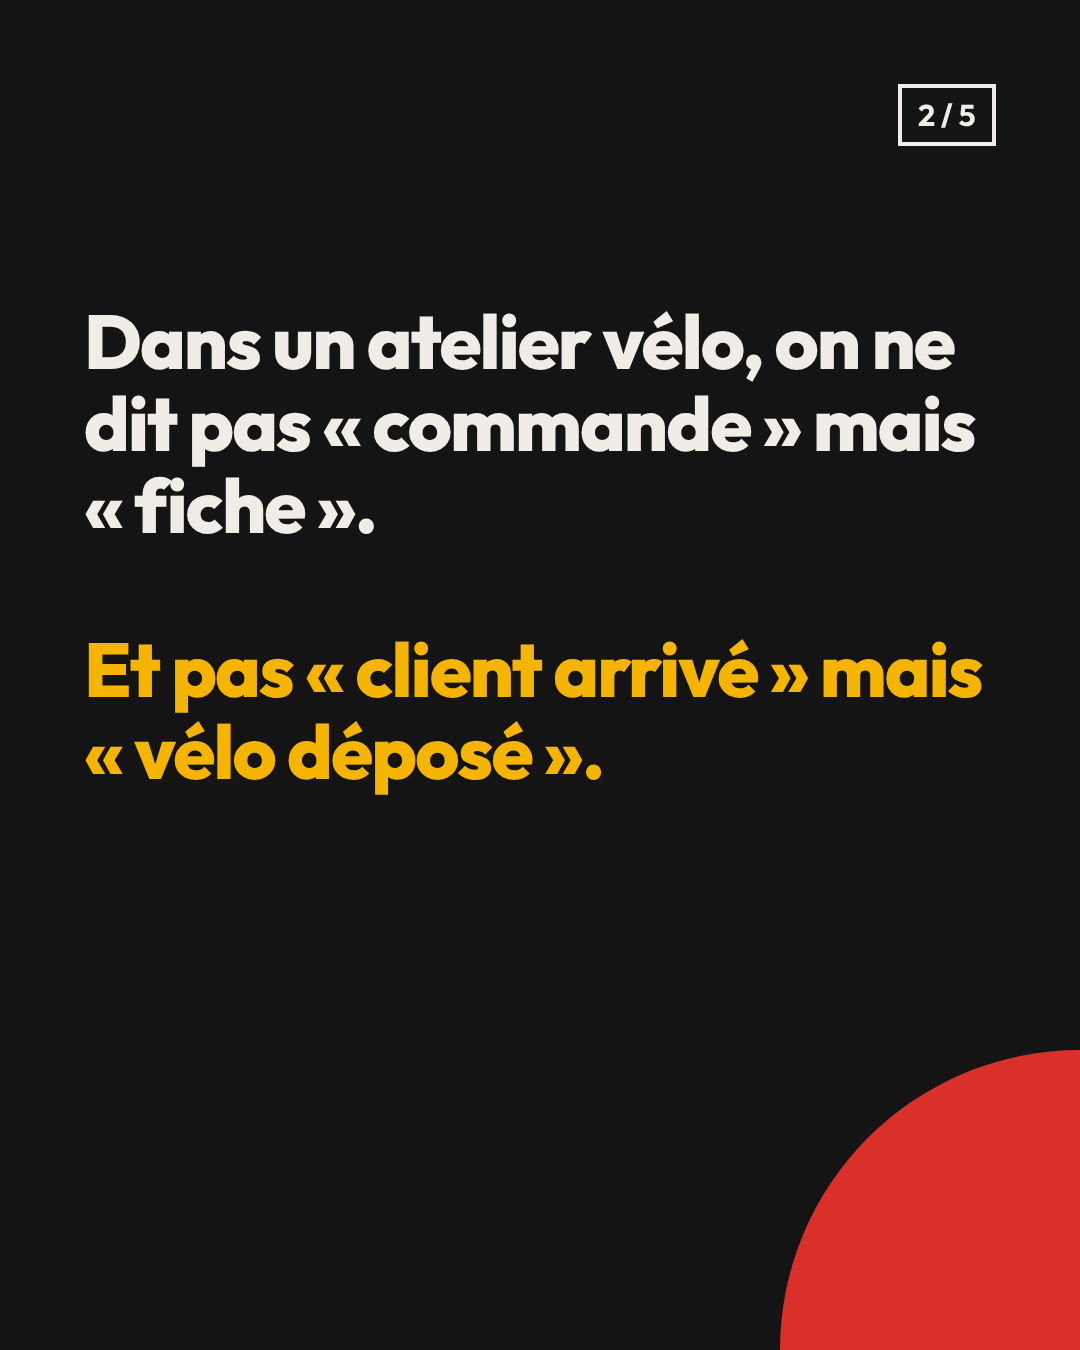 2 / 5
Dans un atelier vélo, on ne
dit pas « commande » mais
« fiche ».
Et pas « client arrivé » mais
« vélo déposé ».